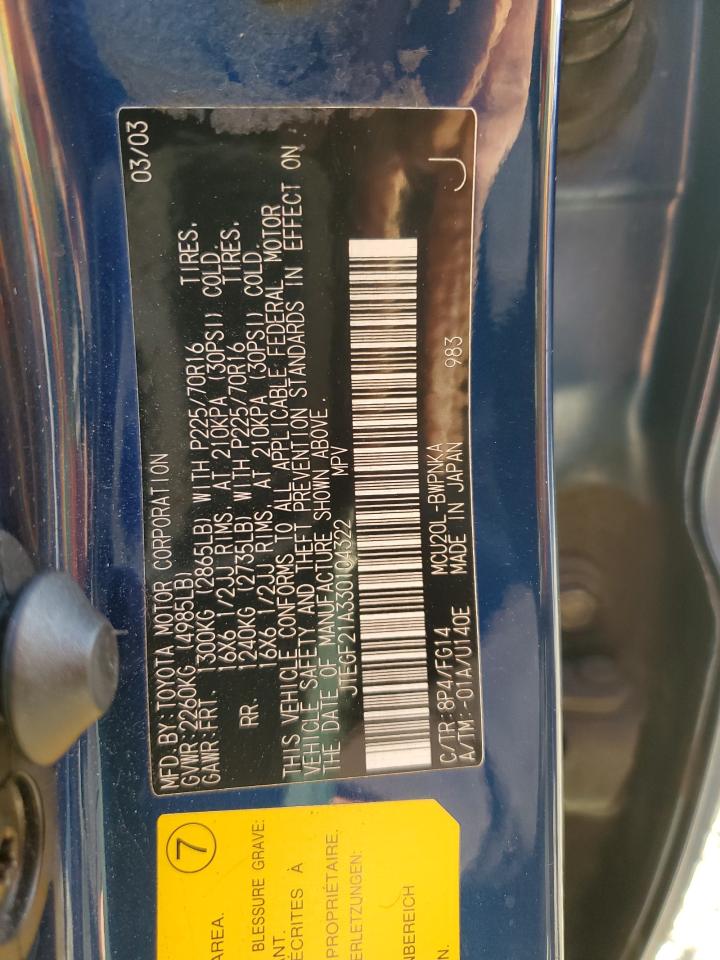 MFD. BY: TOYOTA MOTOR CORPORATION 03/03
GVWR: 2260KG (4985LB)
GAWR: FRT. 1300KG (2865LB) WITH P225/70R16 TIRES.
16X6 1/2JJ RIMS, AT 210KPA (30PSI) COLD.
RR. 1240KG (2735LB) WITH P225/70R16 TIRES.
16X6 1/2JJ RIMS, AT 210KPA (30PSI) COLD.
THIS VEHICLE CONFORMS TO ALL APPLICABLE FEDERAL MOTOR
VEHICLE SAFETY AND THEFT PREVENTION STANDARDS IN EFFECT ON
THE DATE OF MANUFACTURE SHOWN ABOVE.
JTEGF21A330104322 MPV
C/TR: 8P4/FG14 MCU20L-BWPNKA
A/TM: -01A/U140E MADE IN JAPAN 983 J
7
AREA.
BLESSURE GRAVE:
ANT.
ÉCRITES À
PROPRIÉTAIRE.
ERLETZUNGEN:
NBEREICH
N.